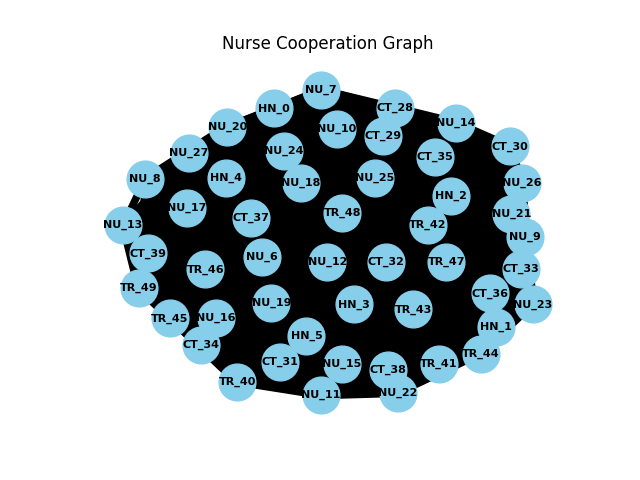 Nurse Cooperation Graph
NU_7
HN_0
CT_28
NU_14
NU_20
NU_10
CT_29
CT_30
NU_27
NU_24
CT_35
NU_8
HN_4
NU_18
NU_25
NU_26
HN_2
NU_17
CT_37
TR_48
NU_21
NU_13
TR_42
NU_9
CT_39
NU_6
TR_46
NU_12
CT_32
TR_47
CT_33
TR_49
CT_36
NU_19
HN_3
NU_23
TR_45
NU_16
TR_43
HN_1
CT_34
HN_5
TR_44
CT_31
NU_15
CT_38
TR_41
TR_40
NU_11
NU_22